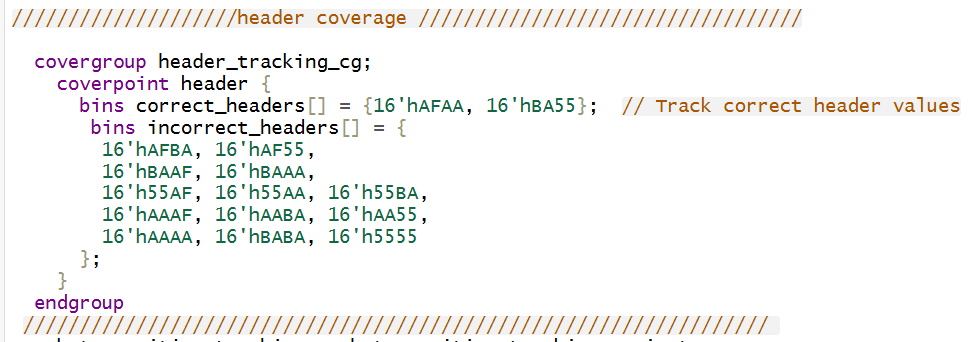 ////////////////////header coverage //////////////////////////////////
covergroup header_tracking_cg;
coverpoint header {
bins correct_headers[] = {16'hAFAA, 16'hBA55};  // Track correct header values
bins incorrect_headers[] = {
16'hAFBA, 16'hAF55,
16'hBAAF, 16'hBAAA,
16'h55AF, 16'h55AA, 16'h55BA,
16'hAAAF, 16'hAABA, 16'hAA55,
16'hAAAA, 16'hBABA, 16'h5555
};
}
endgroup
//////////////////////////////////////////////////////////////////